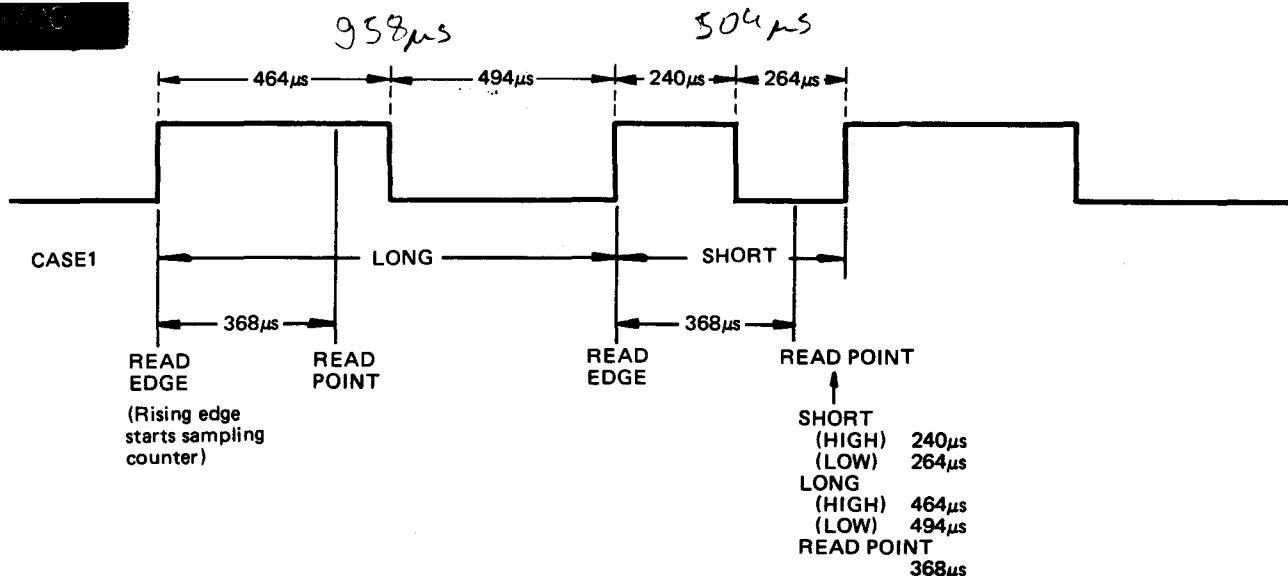 958μs 504μs
464μs 494μs 240μs 264μs
CASE1 LONG SHORT
368μs 368μs
READ EDGE
READ POINT
READ EDGE
READ POINT
(Rising edge
starts sampling
counter)
SHORT
(HIGH) 240μs
(LOW) 264μs
LONG
(HIGH) 464μs
(LOW) 494μs
READ POINT
368μs